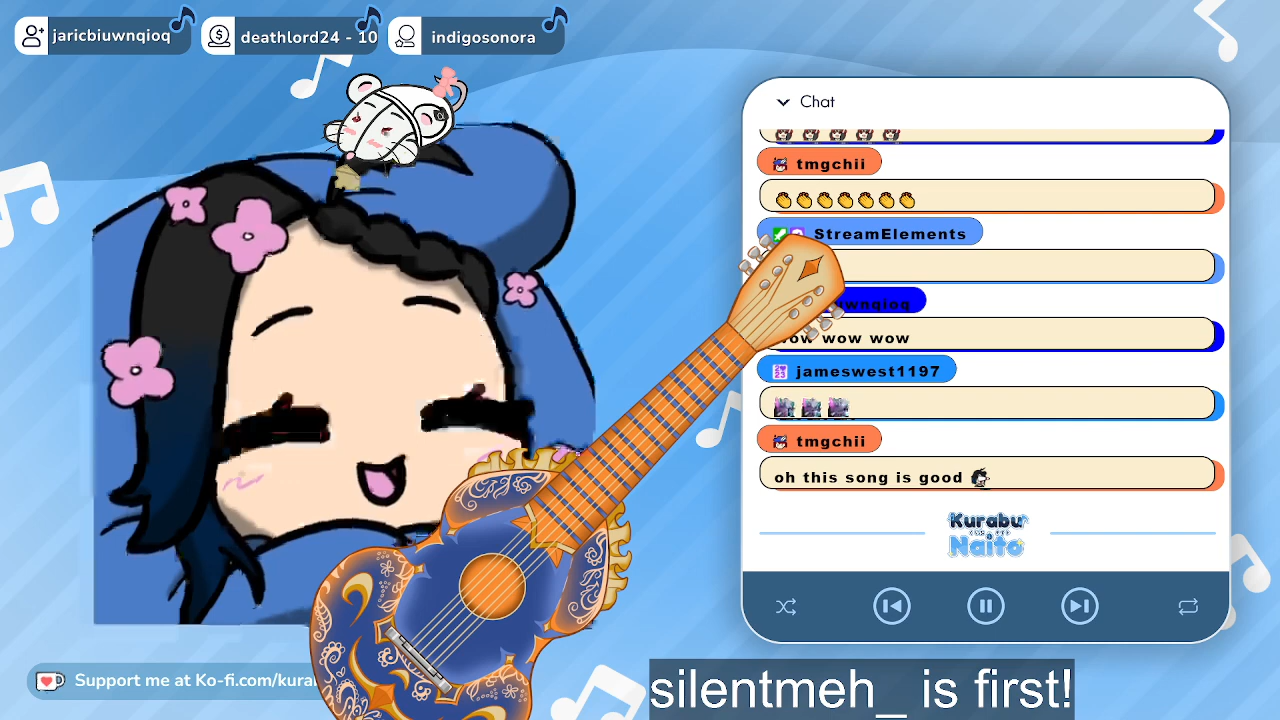 jaricbiuwnqioq
deathlord24 - 10
indigosonora
Chat
tmgchii
StreamElements
wnqioq
wow wow wow
jameswest1197
tmgchii
oh this song is good
Kurabu
Naito
Support me at Ko-fi.com/kura
silentmeh_ is first!